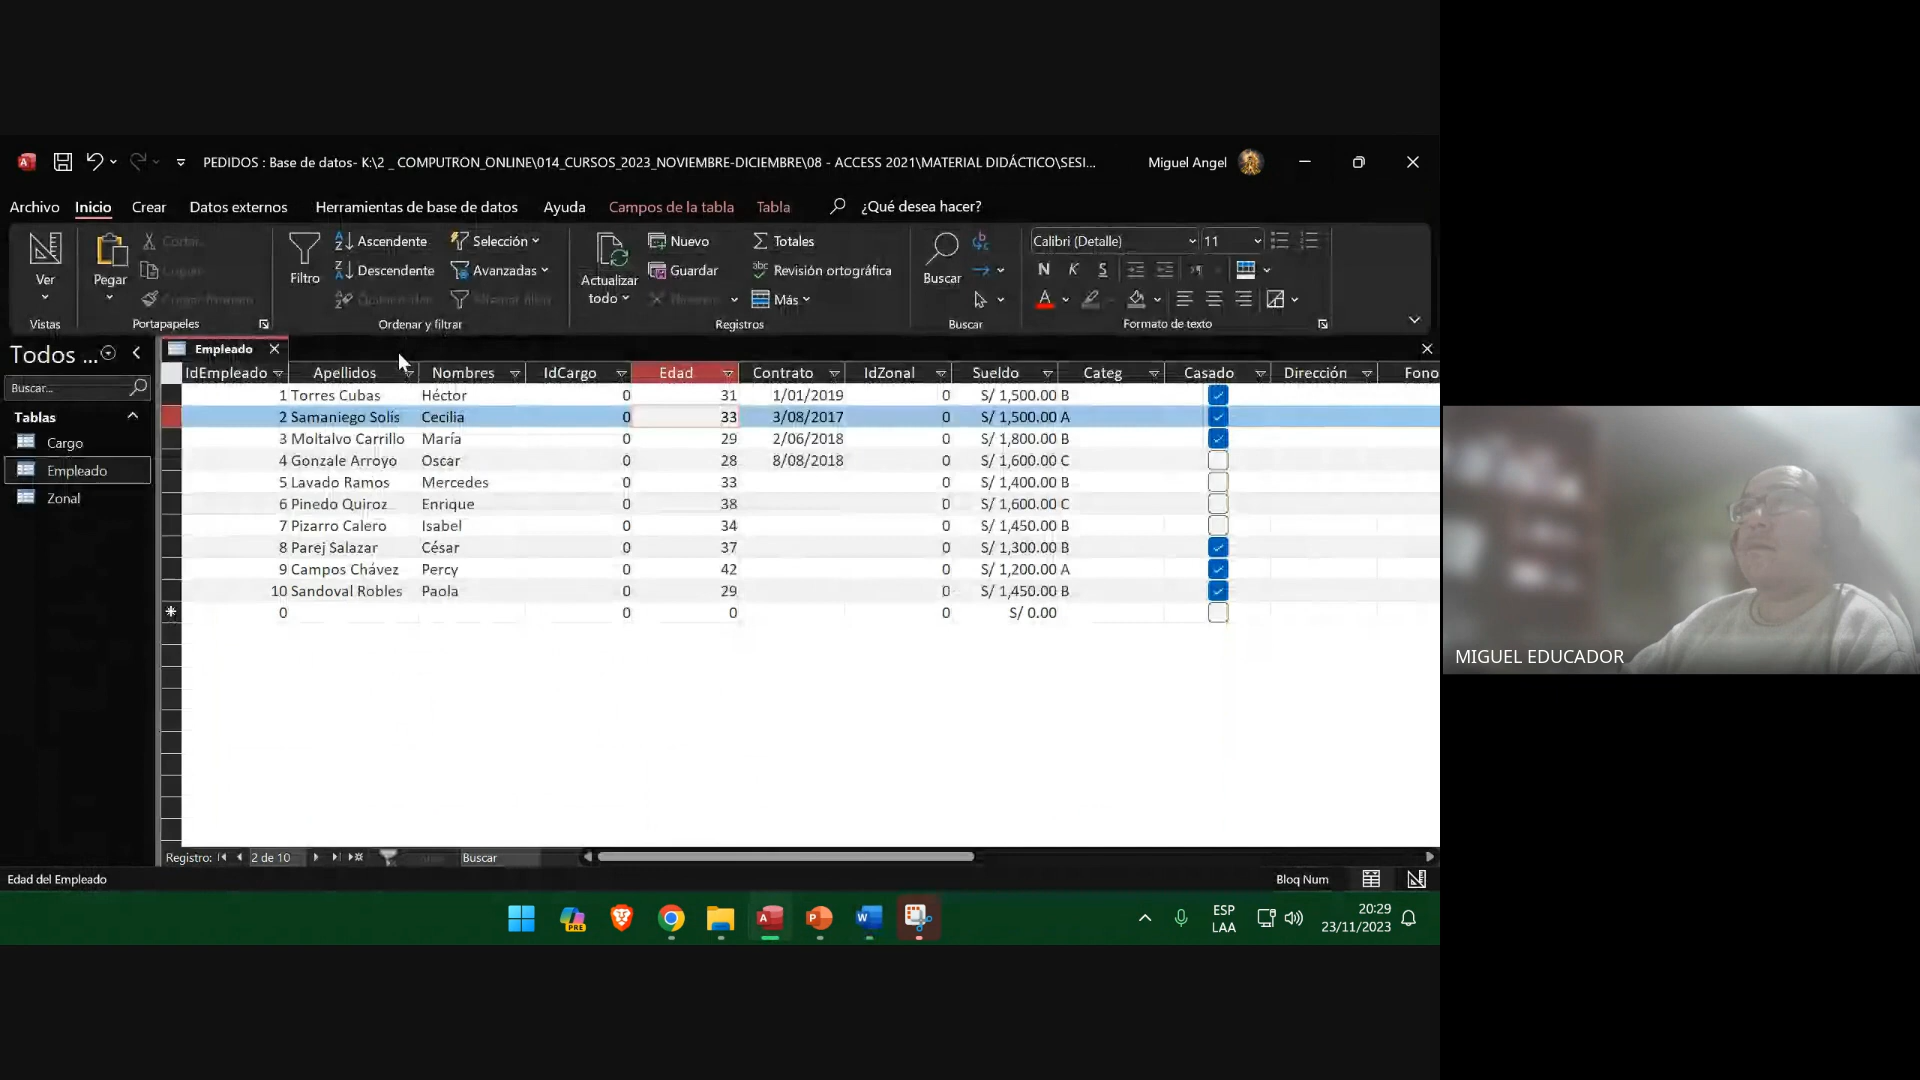 PEDIDOS : Base de datos- K:\2 _ COMPUTRON_ONLINE\014_CURSOS_2023_NOVIEMBRE-DICIEMBRE\08 - ACCESS 2021\MATERIAL DIDÁCTICO\SESI... Miguel Angel
Archivo Inicio Crear Datos externos Herramientas de base de datos Ayuda Campos de la tabla Tabla ¿Qué desea hacer?
Ver Pegar Cortar Filtro Ascendente Selección Nuevo Totales Buscar Calibri (Detalle) 11
Descendente Avanzadas Actualizar todo Guardar Revisión ortográfica N K S
Más A
Vistas Portapapeles Ordenar y filtrar Registros Buscar Formato de texto
Todos ... Empleado
Buscar...
Tablas
Cargo
Empleado
Zonal
IdEmpleado Apellidos Nombres IdCargo Edad Contrato IdZonal Sueldo Categ Casado Dirección Fono
1 Torres Cubas Héctor 0 31 1/01/2019 0 S/ 1,500.00 B
2 Samaniego Solís Cecilia 0 33 3/08/2017 0 S/ 1,500.00 A
3 Moltalvo Carrillo María 0 29 2/06/2018 0 S/ 1,800.00 B
4 Gonzale Arroyo Oscar 0 28 8/08/2018 0 S/ 1,600.00 C
5 Lavado Ramos Mercedes 0 33 0 S/ 1,400.00 B
6 Pinedo Quiroz Enrique 0 38 0 S/ 1,600.00 C
7 Pizarro Calero Isabel 0 34 0 S/ 1,450.00 B
8 Parej Salazar César 0 37 0 S/ 1,300.00 B
9 Campos Chávez Percy 0 42 0 S/ 1,200.00 A
10 Sandoval Robles Paola 0 29 0 S/ 1,450.00 B
0 0 0 0 S/ 0.00
Registro: 2 de 10 Buscar
Edad del Empleado Bloq Num
PRE ESP LAA 20:29
23/11/2023
MIGUEL EDUCADOR